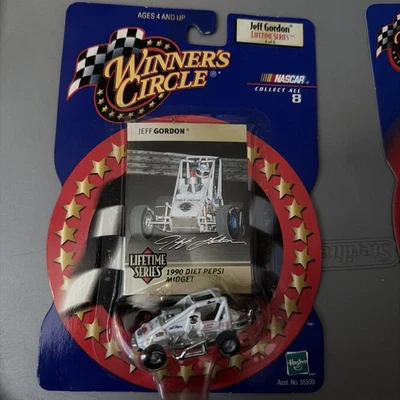 AGES 4 AND UP
Jeff Gordon
LIFETIME SERIES
WINNER'S
CIRCLE
NASCAR
COLLECT ALL
8
JEFF GORDON
LIFETIME
SERIES
1990 DIET PEPSI
MIDGET
Hasbro
Asst. No. 55500